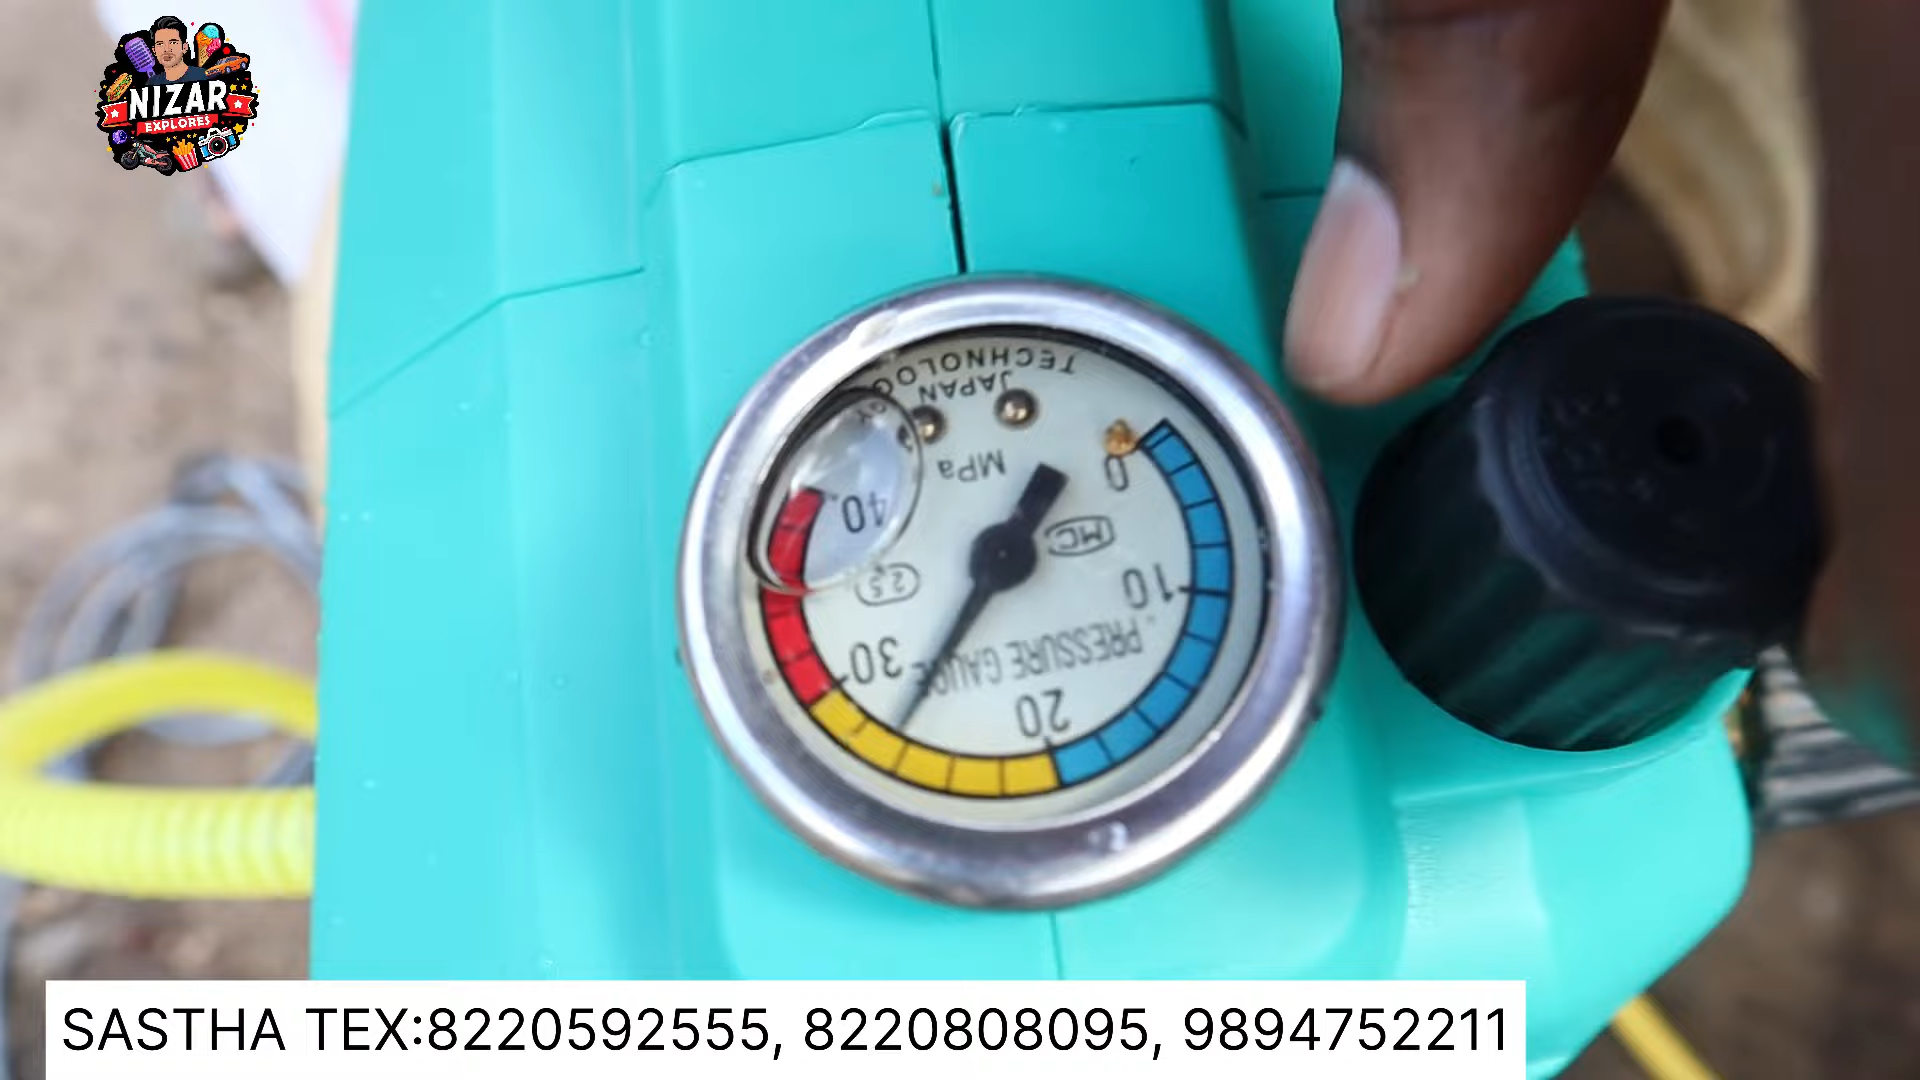 NIZAR
EXPLORES
TECHNOLOGY
JAPAN
MPa
0
40
MC
2.5
10
30
PRESSURE GAUGE
20
SASTHA TEX:8220592555, 8220808095, 9894752211